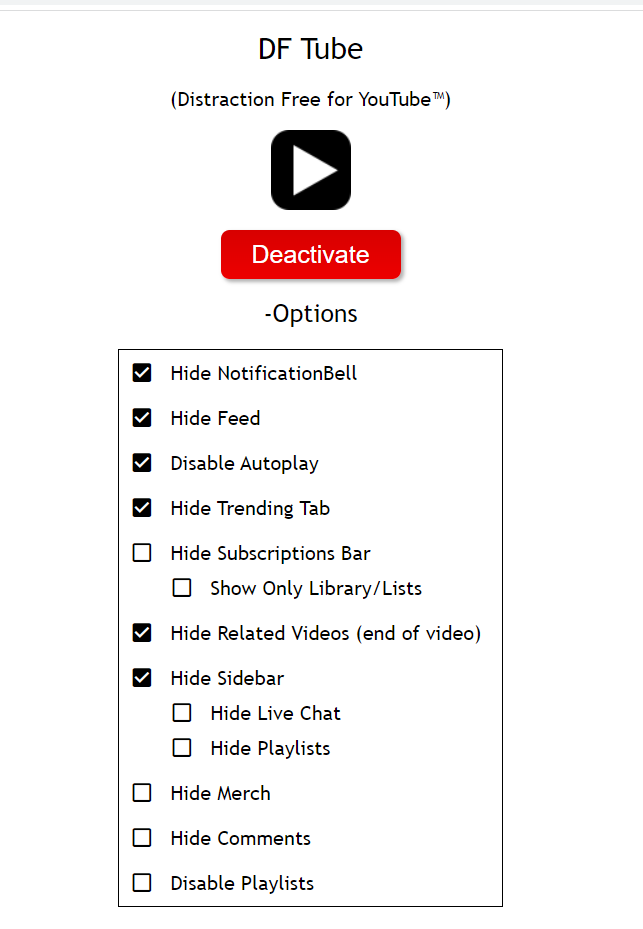 DF Tube
(Distraction Free for YouTube™)
Deactivate
-Options
Hide NotificationBell
Hide Feed
Disable Autoplay
Hide Trending Tab
Hide Subscriptions Bar
Show Only Library/Lists
Hide Related Videos (end of video)
Hide Sidebar
Hide Live Chat
Hide Playlists
Hide Merch
Hide Comments
Disable Playlists